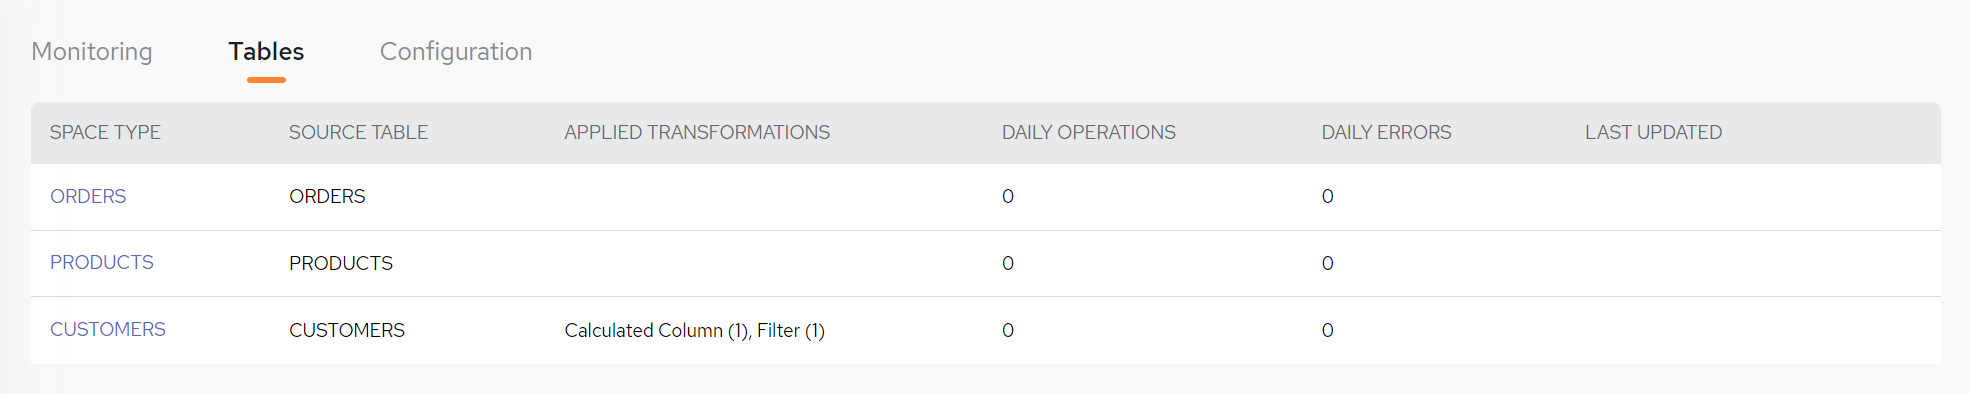 Monitoring Tables Configuration
SPACE TYPE SOURCE TABLE APPLIED TRANSFORMATIONS DAILY OPERATIONS DAILY ERRORS LAST UPDATED
ORDERS ORDERS 0 0
PRODUCTS PRODUCTS 0 0
CUSTOMERS CUSTOMERS Calculated Column (1), Filter (1) 0 0